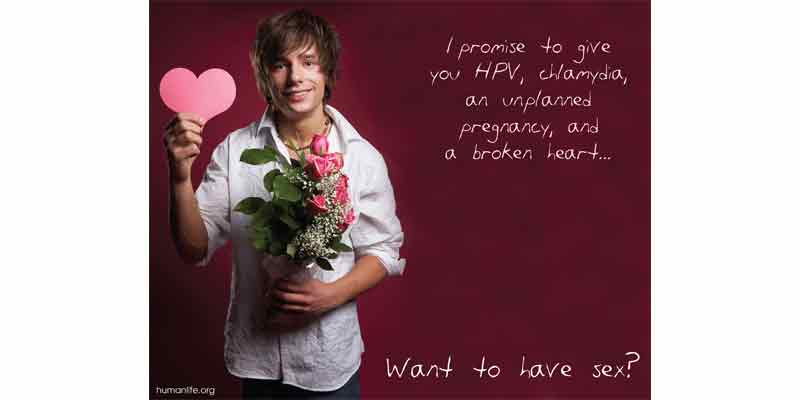 I promise to give
you HPV, chlamydia,
an unplanned
pregnancy, and
a broken heart...
Want to have sex?
humanlife.org